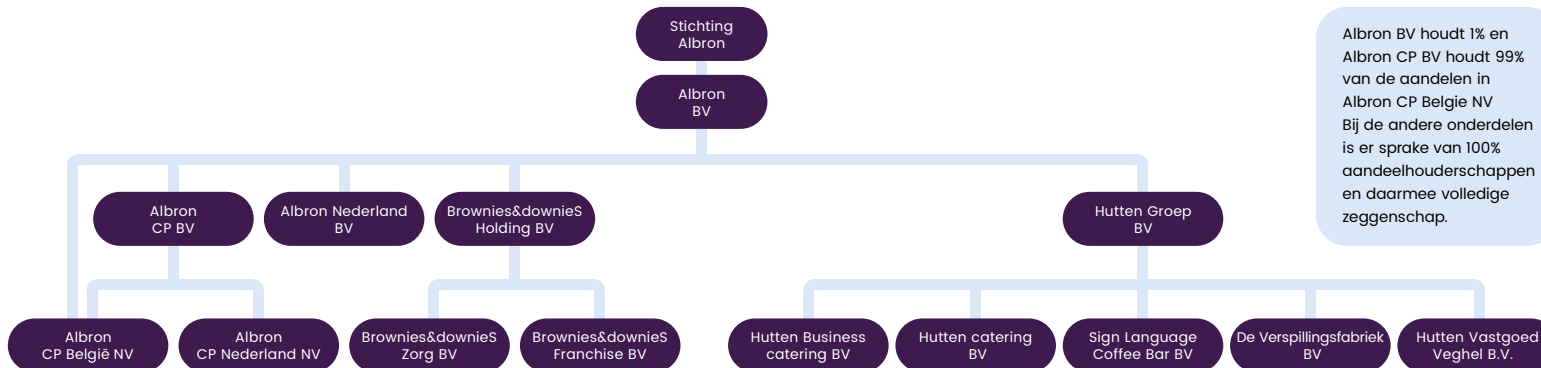 Stichting
Albron
Albron
BV
Albron BV houdt 1% en
Albron CP BV houdt 99%
van de aandelen in
Albron CP Belgie NV
Bij de andere onderdelen
is er sprake van 100%
aandeelhouderschappen
en daarmee volledige
zeggenschap.
Albron
CP BV
Albron Nederland
BV
Brownies&downieS
Holding BV
Hutten Groep
BV
Albron
CP België NV
Albron
CP Nederland NV
Brownies&downieS
Zorg BV
Brownies&downieS
Franchise BV
Hutten Business
catering BV
Hutten catering
BV
Sign Language
Coffee Bar BV
De Verspillingsfabriek
BV
Hutten Vastgoed
Veghel B.V.